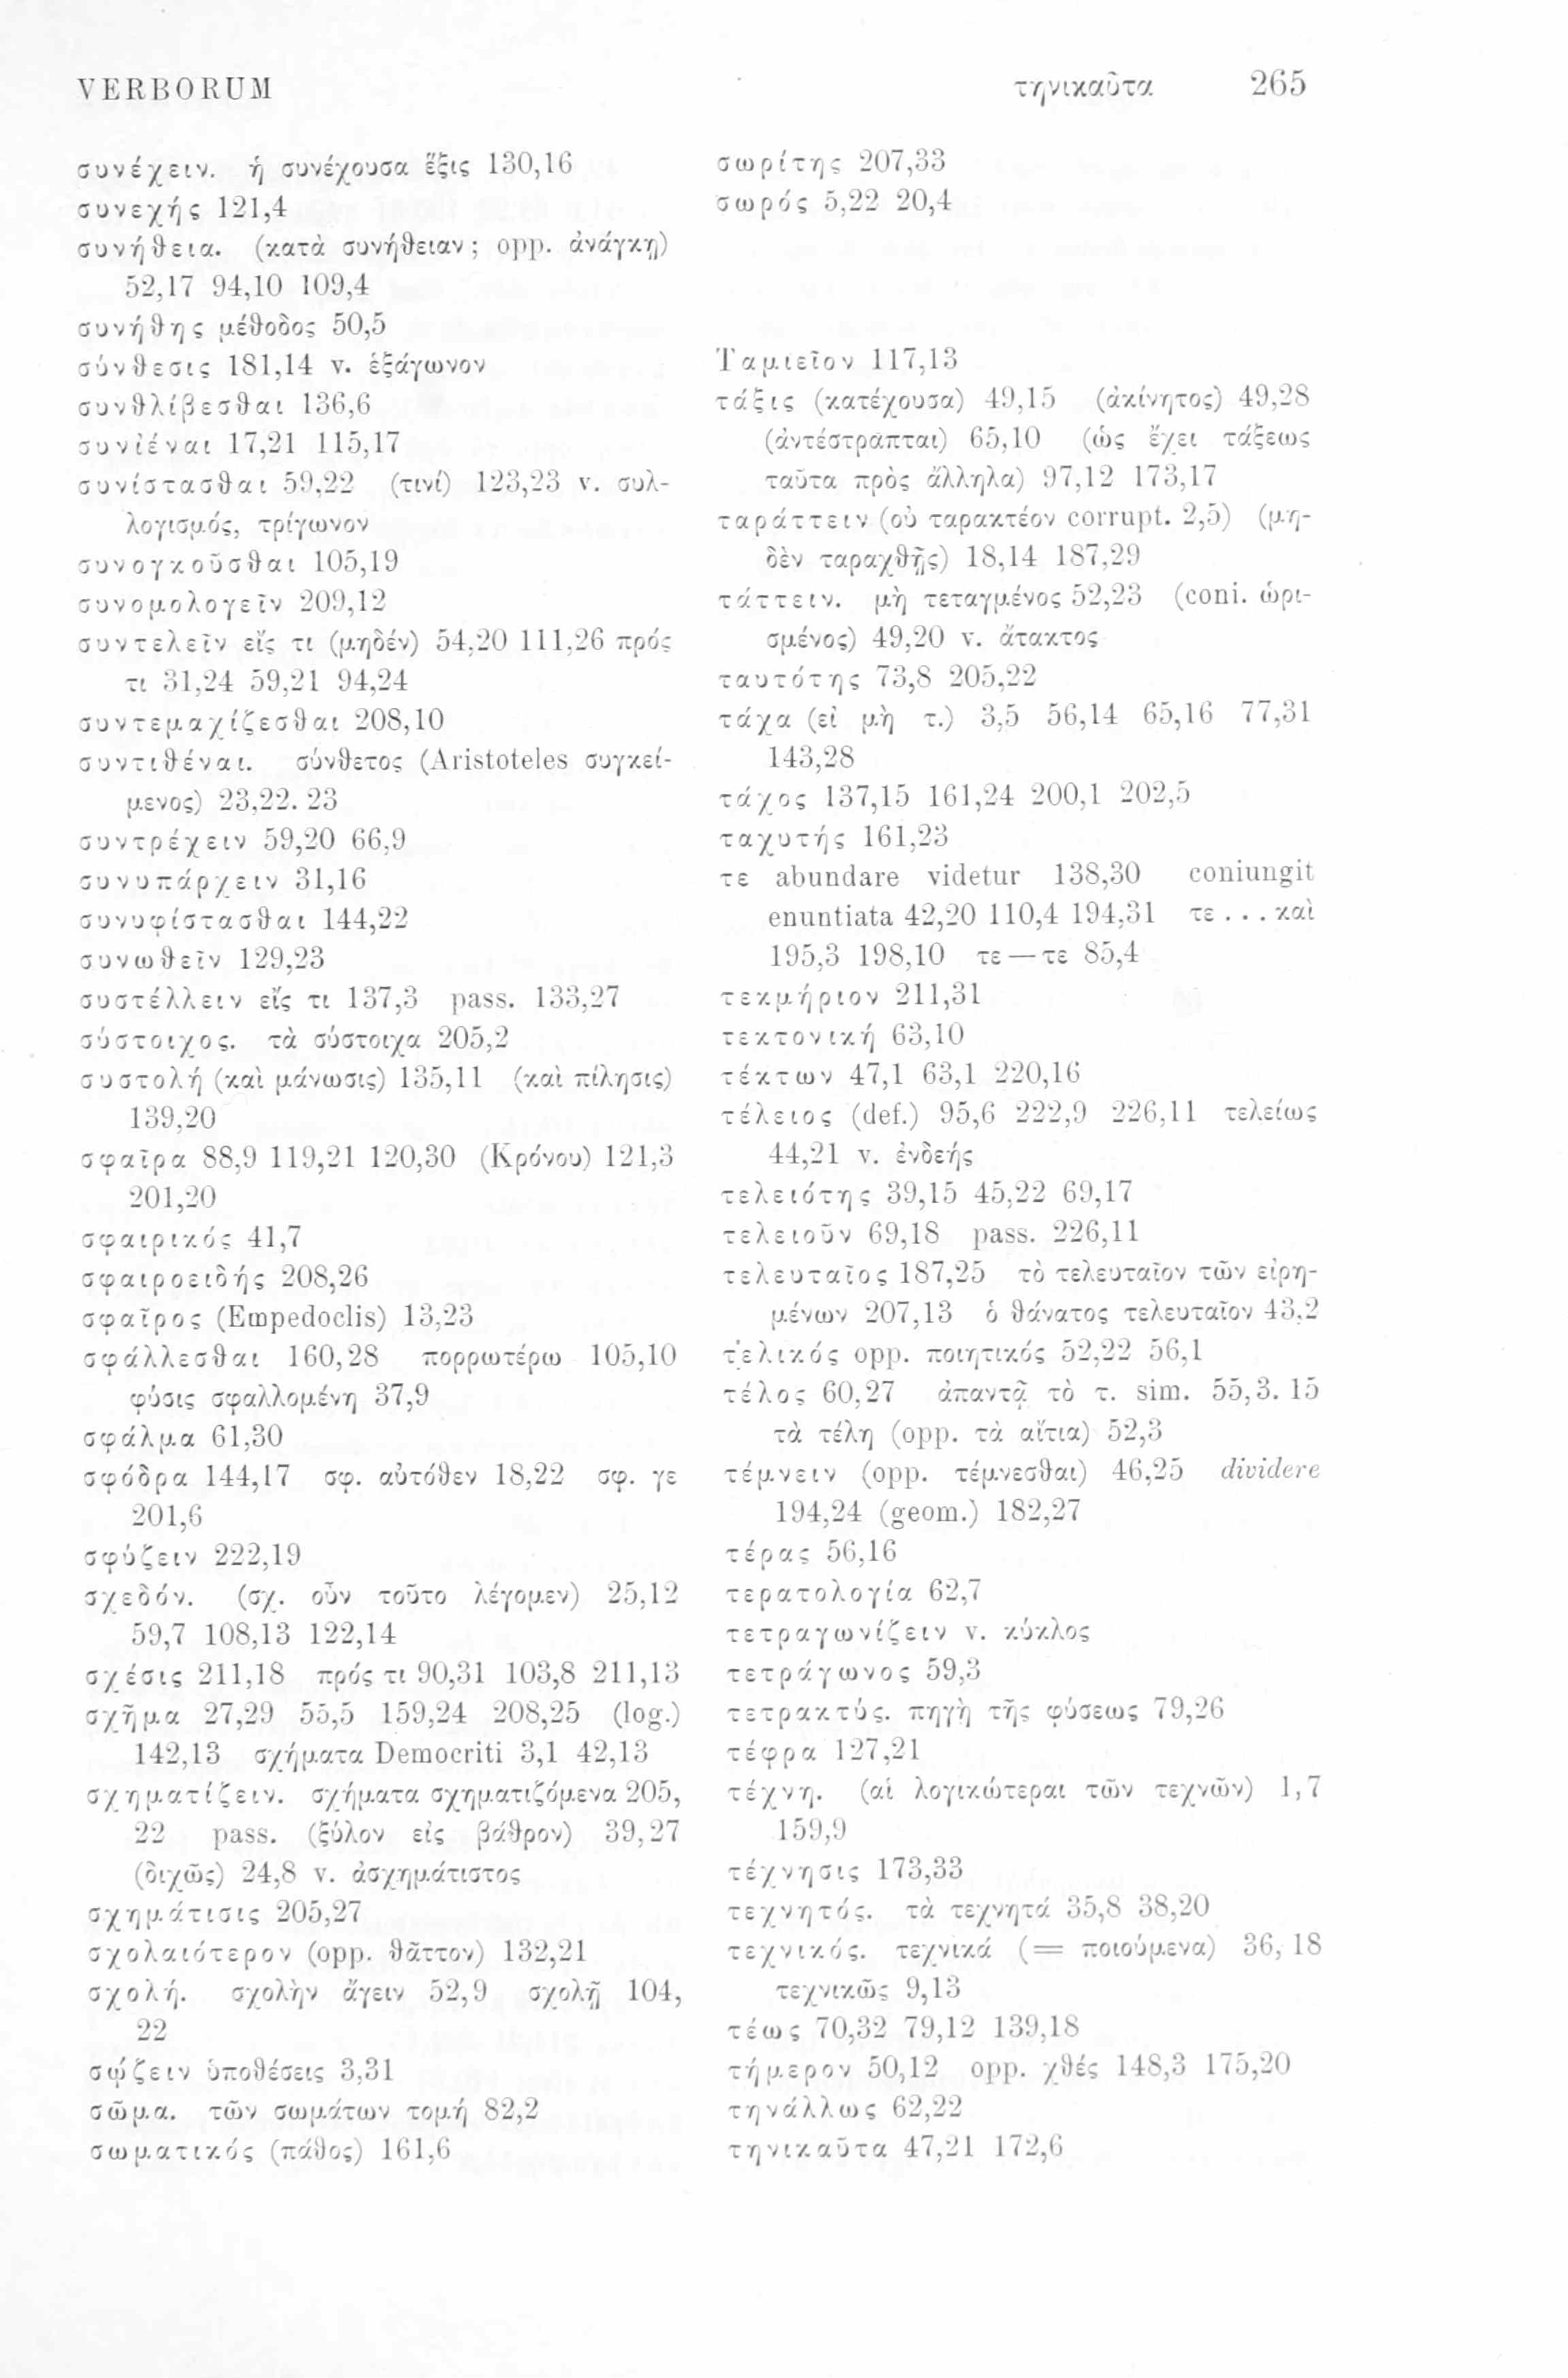 VERBORUM τηνικαῦτα 265
συνέχειν. ἡ συνέχουσα ἕξις 130,16
συνεχής 121,4
συνήθεια. (κατὰ συνήθειαν; opp. ἀνάγκῃ)
52,17 94,10 109,4
συνήθης μέθοδος 50,5
σύνθεσις 181,14 v. ἑξάγωνον
συνθλίβεσθαι 136,6
συνιέναι 17,21 115,17
συνίστασθαι 59,22 (τινί) 123,23 v. συλ-
λογισμός, τρίγωνον
συνογκοῦσθαι 105,19
συνομολογεῖν 209,12
συντελεῖν εἴς τι (μηδέν) 54,20 111,26 πρός
τι 31,24 59,21 94,24
συντεμαχίζεσθαι 208,10
συντιθέναι. σύνθετος (Aristoteles συγκεί-
μενος) 23,22. 23
συντρέχειν 59,20 66,9
συνυπάρχειν 31,16
συνυφίστασθαι 144,22
συνωθεῖν 129,23
συστέλλειν εἴς τι 137,3 pass. 133,27
σύστοιχος. τὰ σύστοιχα 205,2
συστολή (καὶ μάνωσις) 135,11 (καὶ πίλησις)
139,20
σφαῖρα 88,9 119,21 120,30 (Κρόνου) 121,3
201,20
σφαιρικός 41,7
σφαιροειδής 208,26
σφαῖρος (Empedoclis) 13,23
σφάλλεσθαι 160,28 πορρωτέρω 105,10
φύσις σφαλλομένη 37,9
σφάλμα 61,30
σφόδρα 144,17 σφ. αὐτόθεν 18,22 σφ. γε
201,6
σφύζειν 222,19
σχεδόν. (σχ. οὖν τοῦτο λέγομεν) 25,12
59,7 108,13 122,14
σχέσις 211,18 πρός τι 90,31 103,8 211,13
σχῆμα 27,29 55,5 159,24 208,25 (log.)
142,13 σχήματα Democriti 3,1 42,13
σχηματίζειν. σχήματα σχηματιζόμενα 205,
22 pass. (ξύλον εἰς βάθρον) 39,27
(διχῶς) 24,8 v. ἀσχημάτιστος
σχημάτισις 205,27
σχολαιότερον (opp. θᾶττον) 132,21
σχολή. σχολὴν ἄγειν 52,9 σχολῇ 104,
22
σῴζειν ὑποθέσεις 3,31
σῶμα. τῶν σωμάτων τομή 82,2
σωματικός (πάθος) 161,6
σωρίτης 207,33
σωρός 5,22 20,4
Ταμιεῖον 117,13
τάξις (κατέχουσα) 49,15 (ἀκίνητος) 49,28
(ἀντέστραπται) 65,10 (ὡς ἔχει τάξεως
ταῦτα πρὸς ἄλληλα) 97,12 173,17
ταράττειν (οὐ ταρακτέον corrupt. 2,5) (μη-
δὲν ταραχθῇς) 18,14 187,29
τάττειν. μὴ τεταγμένος 52,23 (coni. ὡρι-
σμένος) 49,20 v. ἄτακτος
ταυτότης 73,8 205,22
τάχα (εἰ μὴ τ.) 3,5 56,14 65,16 77,31
143,28
τάχος 137,15 161,24 200,1 202,5
ταχυτής 161,23
τε abundare videtur 138,30 coniungit
enuntiata 42,20 110,4 194,31 τε . . . καὶ
195,3 198,10 τε — τε 85,4
τεκμήριον 211,31
τεκτονική 63,10
τέκτων 47,1 63,1 220,16
τέλειος (def.) 95,6 222,9 226,11 τελείως
44,21 v. ἐνδεής
τελειότης 39,15 45,22 69,17
τελειοῦν 69,18 pass. 226,11
τελευταῖος 187,25 τὸ τελευταῖον τῶν εἰρη-
μένων 207,13 ὁ θάνατος τελευταῖον 43,2
τελικός opp. ποιητικός 52,22 56,1
τέλος 60,27 ἀπαντᾷ τὸ τ. sim. 55,3. 15
τὰ τέλη (opp. τὰ αἴτια) 52,3
τέμνειν (opp. τέμνεσθαι) 46,25 dividere
194,24 (geom.) 182,27
τέρας 56,16
τερατολογία 62,7
τετραγωνίζειν v. κύκλος
τετράγωνος 59,3
τετρακτύς. πηγὴ τῆς φύσεως 79,26
τέφρα 127,21
τέχνη. (αἱ λογικώτεραι τῶν τεχνῶν) 1,7
159,9
τέχνησις 173,33
τεχνητός. τὰ τεχνητά 35,8 38,20
τεχνικός. τεχνικά (= ποιούμενα) 36,18
τεχνικῶς 9,13
τέως 70,32 79,12 139,18
τήμερον 50,12 opp. χθές 148,3 175,20
τηνάλλως 62,22
τηνικαῦτα 47,21 172,6